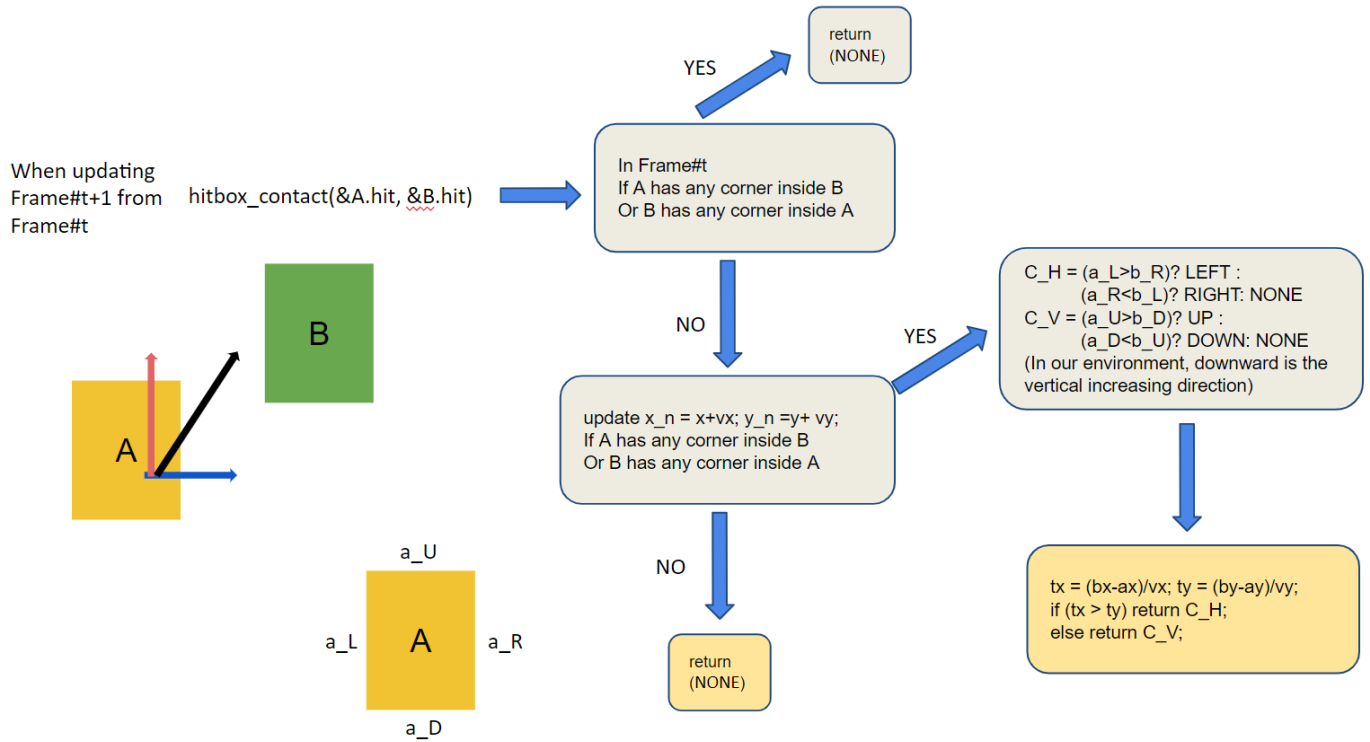 return
(NONE)
YES
In Frame#t
If A has any corner inside B
Or B has any corner inside A
When updating
Frame#t+1 from
Frame#t
hitbox_contact(&A.hit, &B.hit)
B
A
NO
YES
C_H = (a_L>b_R)? LEFT :
(a_R<b_L)? RIGHT: NONE
C_V = (a_U>b_D)? UP :
(a_D<b_U)? DOWN: NONE
(In our environment, downward is the
vertical increasing direction)
update x_n = x+vx; y_n =y+ vy;
If A has any corner inside B
Or B has any corner inside A
NO
a_U
a_L
A
a_R
a_D
return
(NONE)
tx = (bx-ax)/vx; ty = (by-ay)/vy;
if (tx > ty) return C_H;
else return C_V;